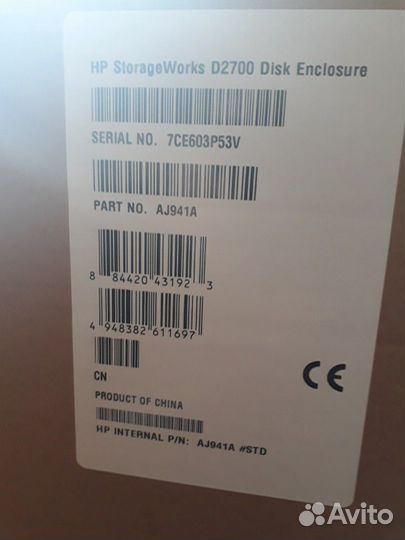 HP StorageWorks D2700 Disk Enclosure
SERIAL NO. 7CE603P53V
PART NO. AJ941A
8 84420 43192 3
4 948382 611697
CN
CE
PRODUCT OF CHINA
HP INTERNAL P/N: AJ941A #STD
Avito